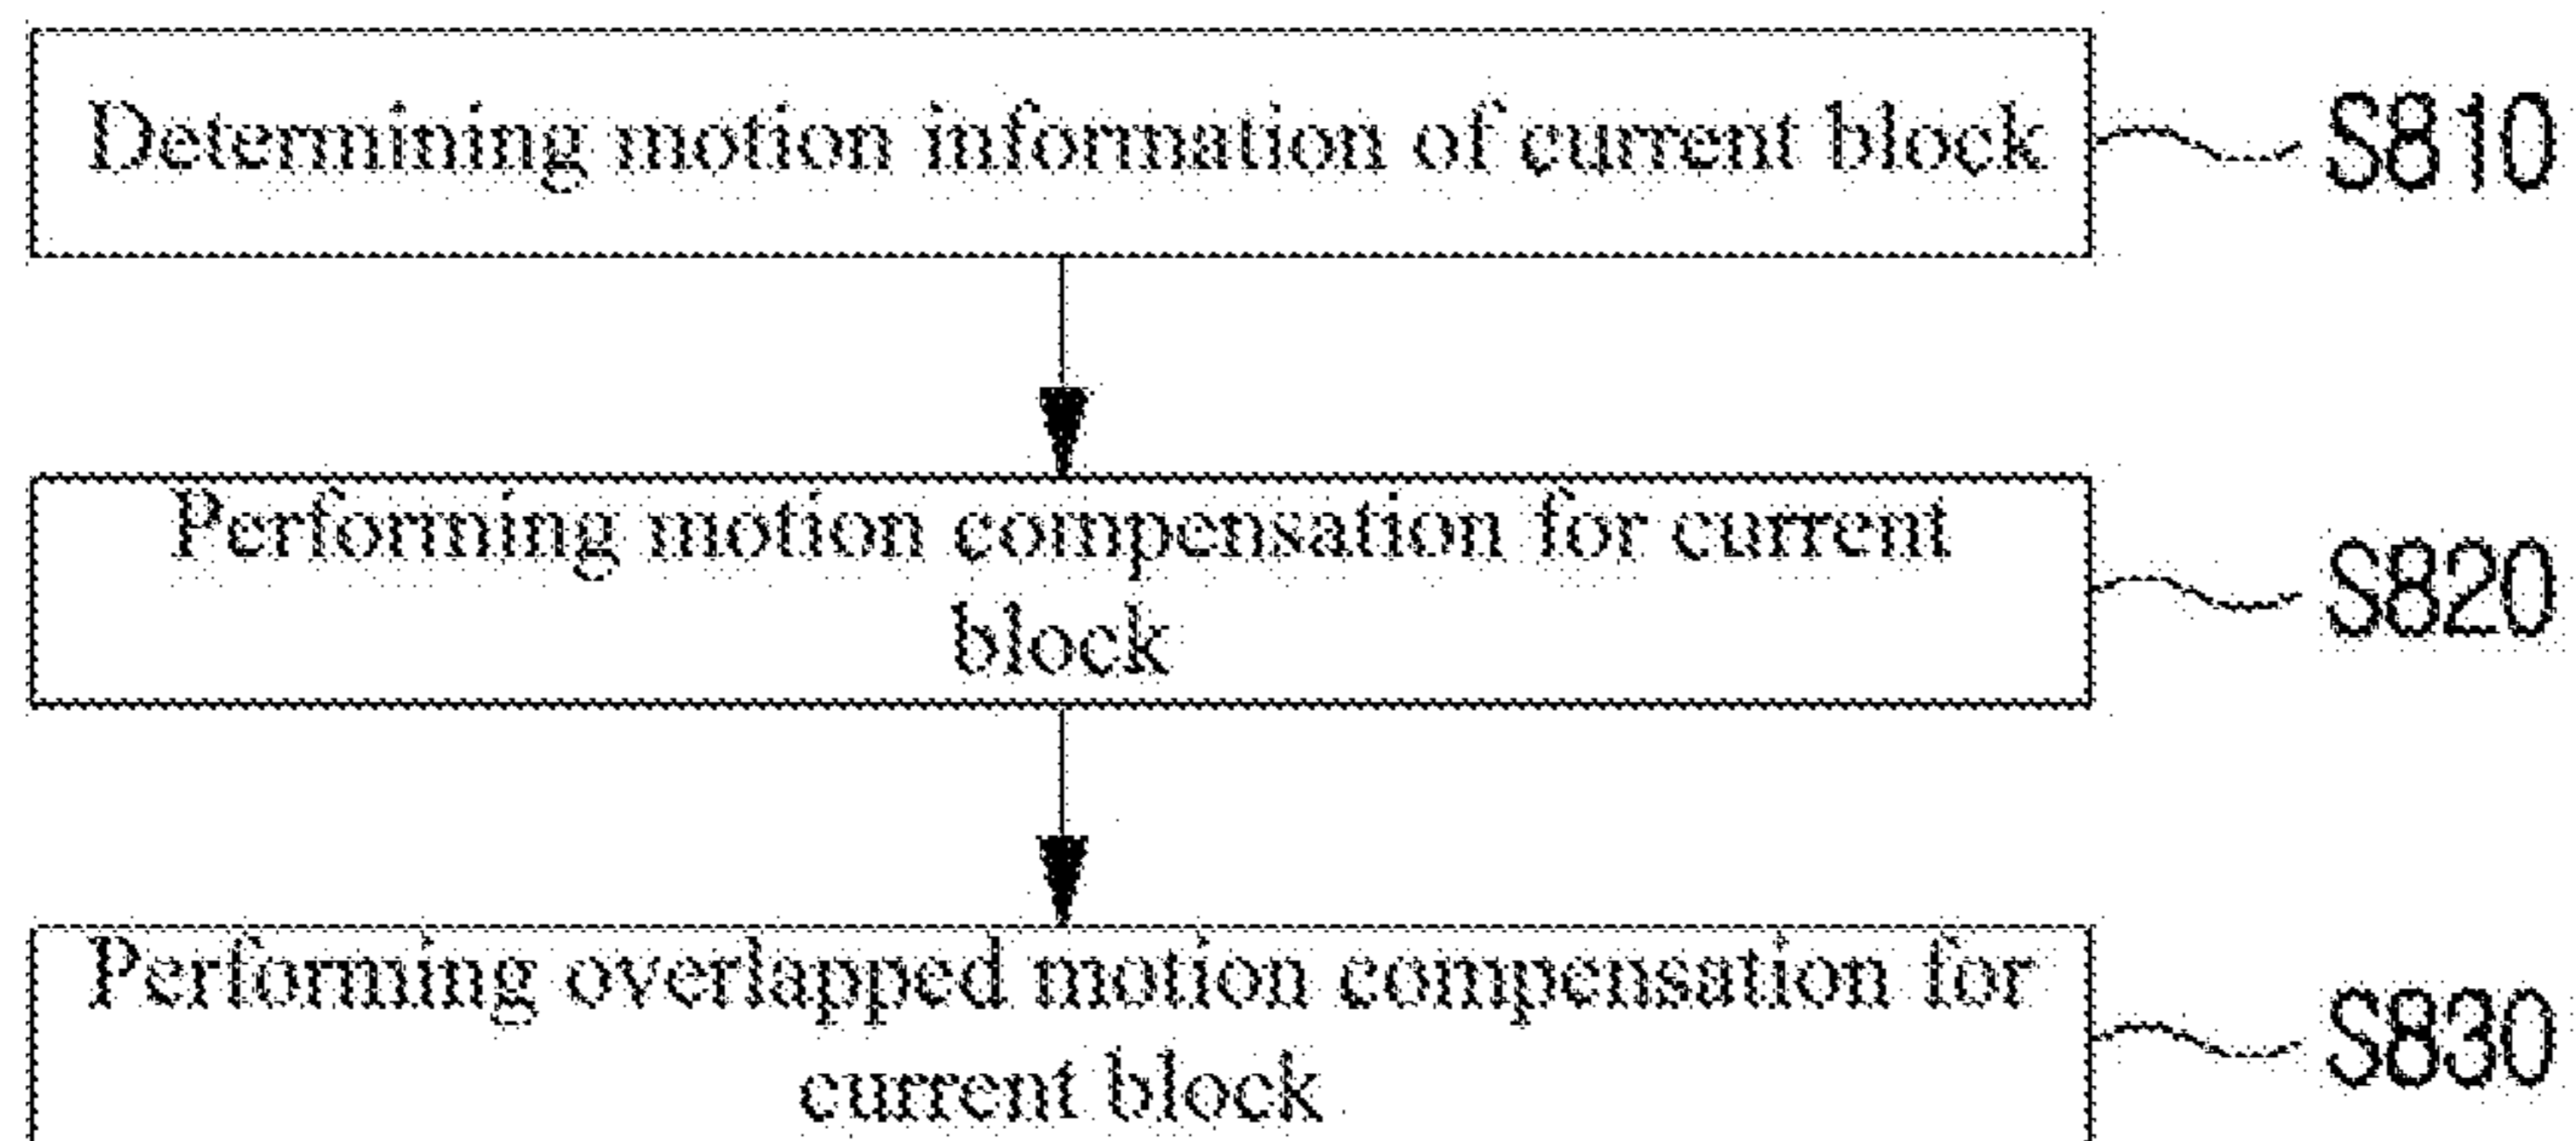 Determining motion information of current block
S810
Performing motion compensation for current
block
S820
Performing overlapped motion compensation for
current block
S830